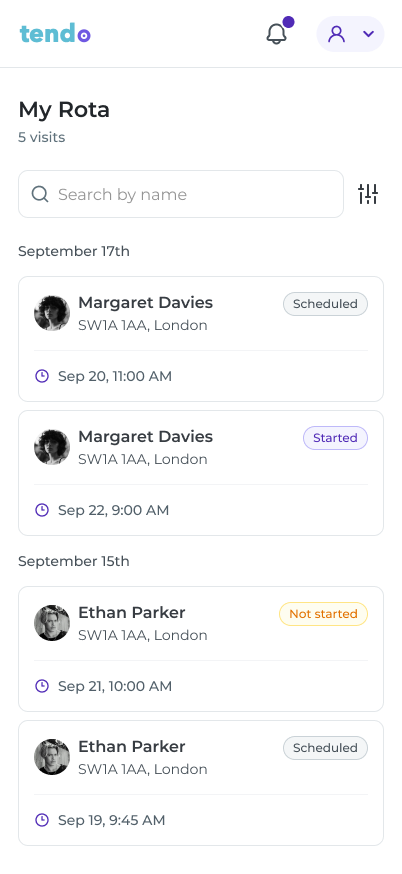 tendo
My Rota
5 visits
Search by name
September 17th
Margaret Davies
Scheduled
SW1A 1AA, London
Sep 20, 11:00 AM
Margaret Davies
Started
SW1A 1AA, London
Sep 22, 9:00 AM
September 15th
Ethan Parker
Not started
SW1A 1AA, London
Sep 21, 10:00 AM
Ethan Parker
Scheduled
SW1A 1AA, London
Sep 19, 9:45 AM